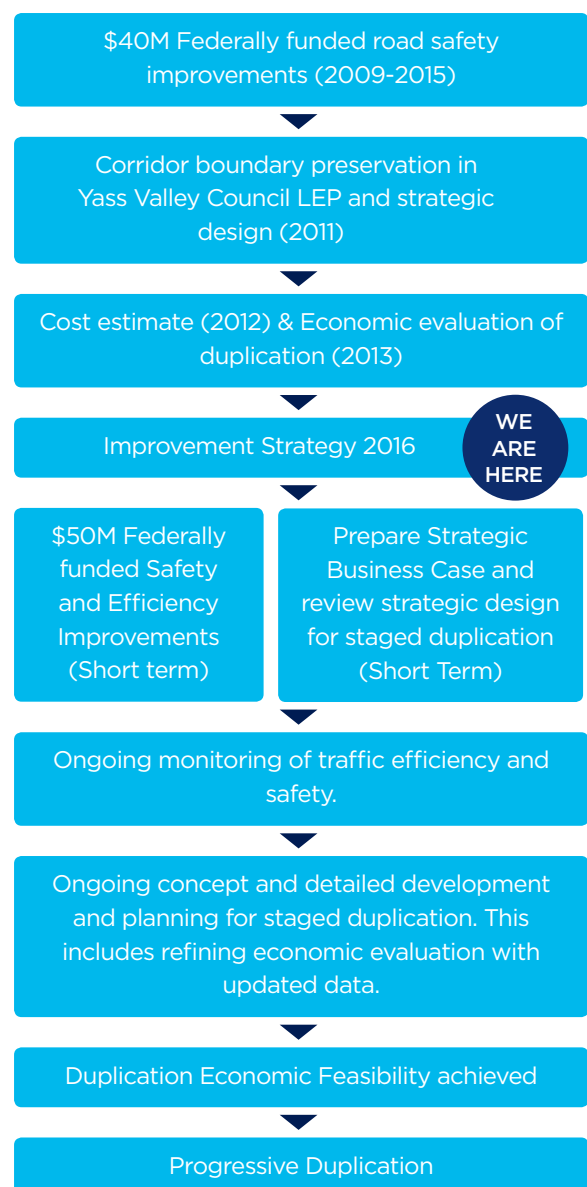 $40M Federally funded road safety
improvements (2009-2015)
Corridor boundary preservation in
Yass Valley Council LEP and strategic
design (2011)
Cost estimate (2012) & Economic evaluation of
duplication (2013)
Improvement Strategy 2016
WE
ARE
HERE
$50M Federally
funded Safety
and Efficiency
Improvements
(Short term)
Prepare Strategic
Business Case and
review strategic design
for staged duplication
(Short Term)
Ongoing monitoring of traffic efficiency and
safety.
Ongoing concept and detailed development
and planning for staged duplication. This
includes refining economic evaluation with
updated data.
Duplication Economic Feasibility achieved
Progressive Duplication